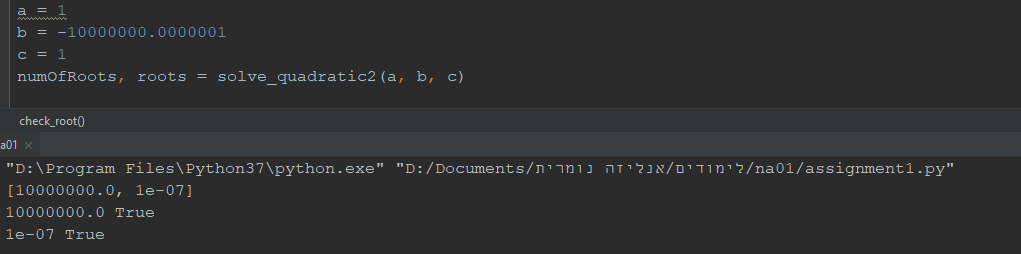 a = 1
b = -10000000.0000001
c = 1
numOfRoots, roots = solve_quadratic2(a, b, c)
check_root()
a01 ×
"D:\Program Files\Python37\python.exe" "D:/Documents/לימודים/אנליזה נומרית/na01/assignment1.py"
[10000000.0, 1e-07]
10000000.0 True
1e-07 True